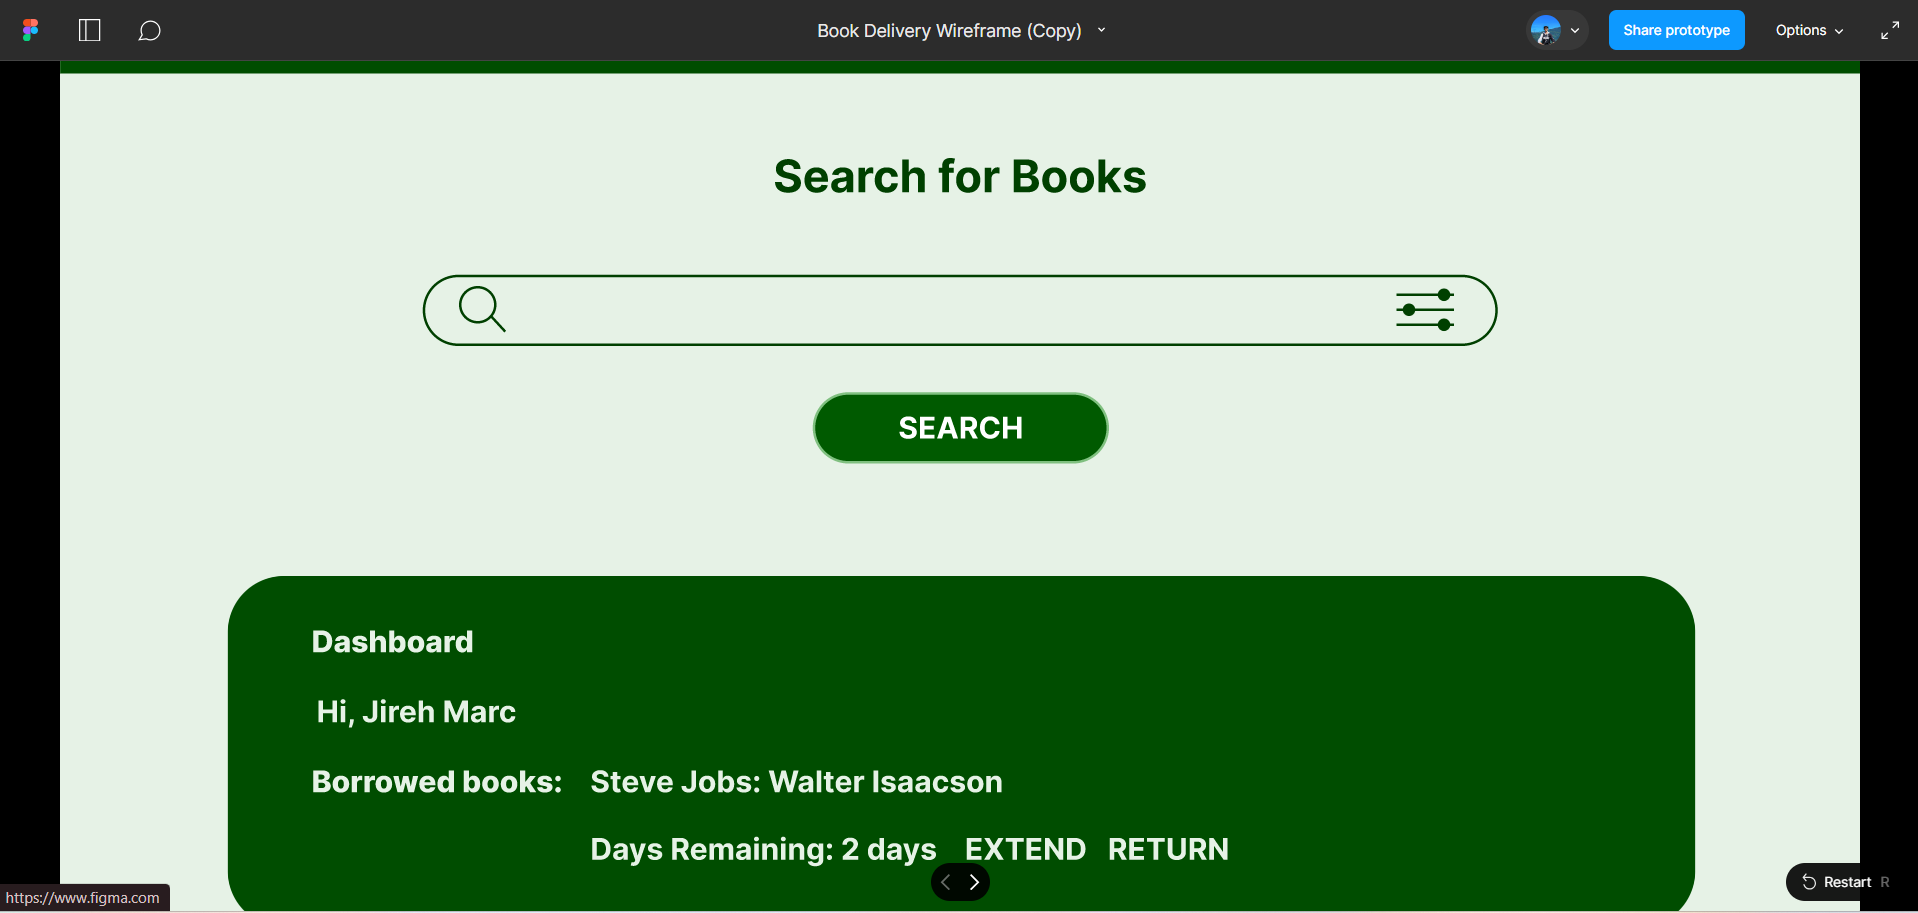 Book Delivery Wireframe (Copy)
Share prototype
Options
Search for Books
SEARCH
Dashboard
Hi, Jireh Marc
Borrowed books: Steve Jobs: Walter Isaacson
Days Remaining: 2 days EXTEND RETURN
Restart R
https://www.figma.com